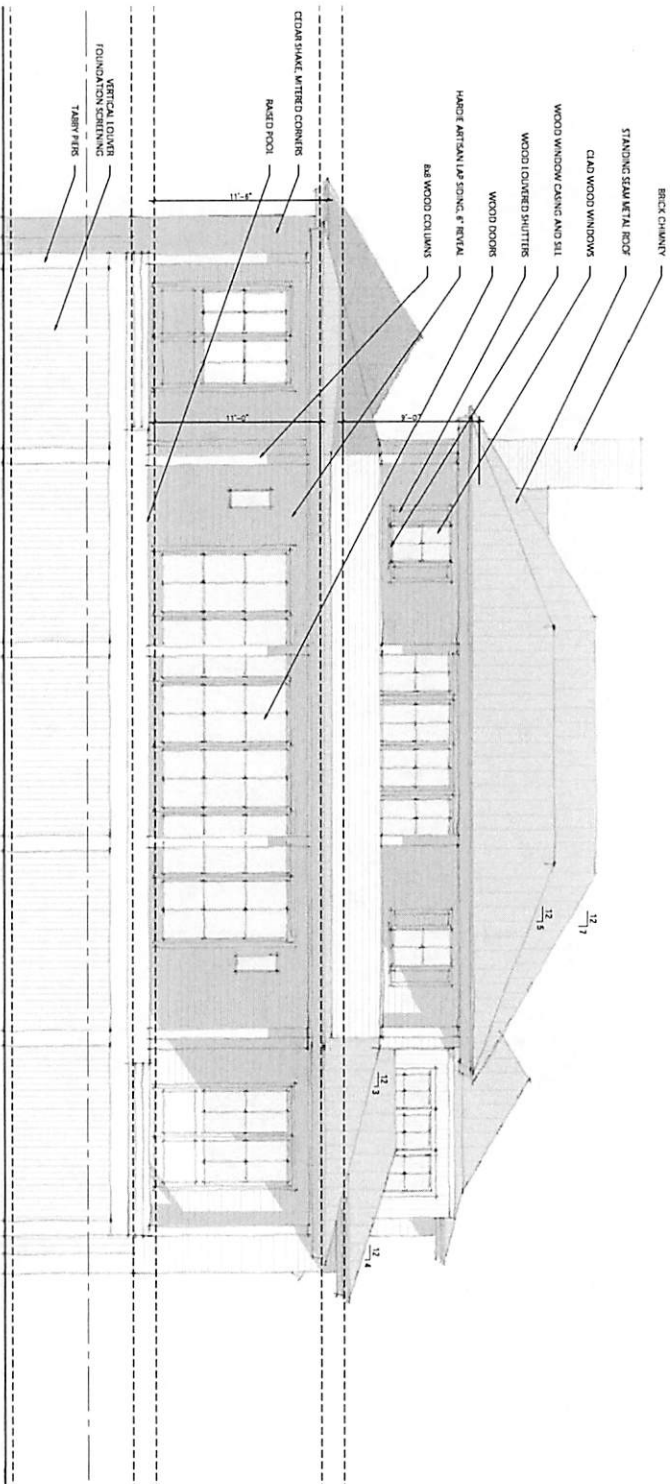 BRICK CHIMNEY
STANDING SEAM METAL ROOF
CLAD WOOD WINDOWS
WOOD WINDOW CASING AND SILL
WOOD LOUVERED SHUTTERS
WOOD DOORS
HARDIE ARTISAN LAP SIDING, 6" REVEAL
8x8 WOOD COLUMNS
RAISED POOL
CEDAR SHAKE, MITERED CORNERS
VERTICAL LOUVER
FOUNDATION SCREENING
TABBY PIERS
11'-6"
11'-0"
9'-0"
12
7
12
5
12
3
12
4